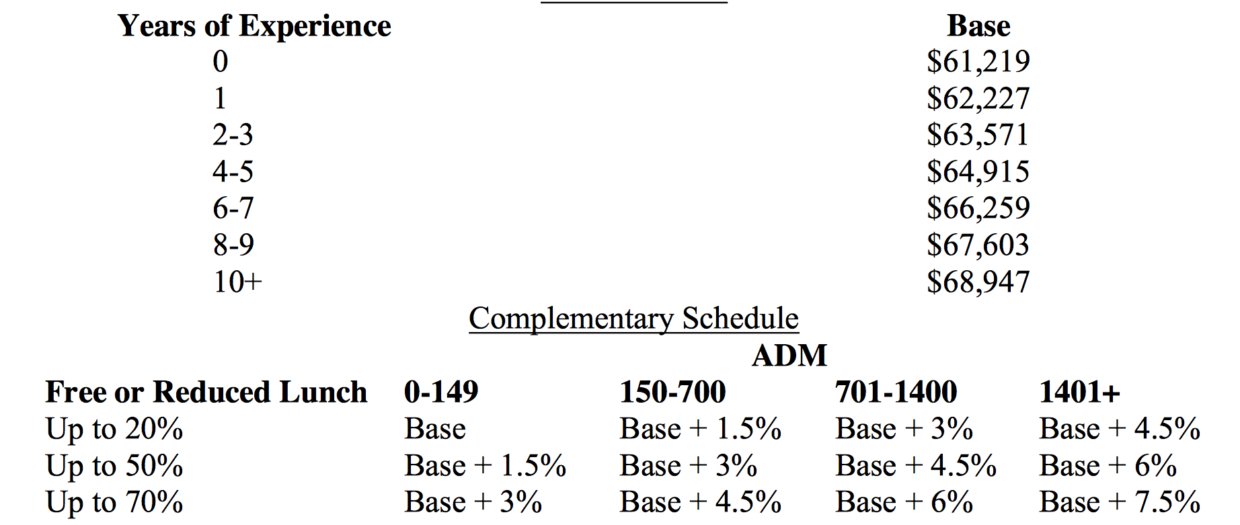 Years of Experience Base
0 $61,219
1 $62,227
2-3 $63,571
4-5 $64,915
6-7 $66,259
8-9 $67,603
10+ $68,947
Complementary Schedule
ADM
Free or Reduced Lunch 0-149 150-700 701-1400 1401+
Up to 20% Base Base + 1.5% Base + 3% Base + 4.5%
Up to 50% Base + 1.5% Base + 3% Base + 4.5% Base + 6%
Up to 70% Base + 3% Base + 4.5% Base + 6% Base + 7.5%